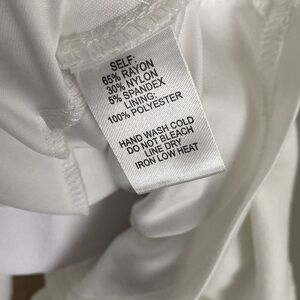 SELF:
65% RAYON
30% NYLON
5% SPANDEX
LINING:
100% POLYESTER
HAND WASH COLD
DO NOT BLEACH
LINE DRY
IRON LOW HEAT